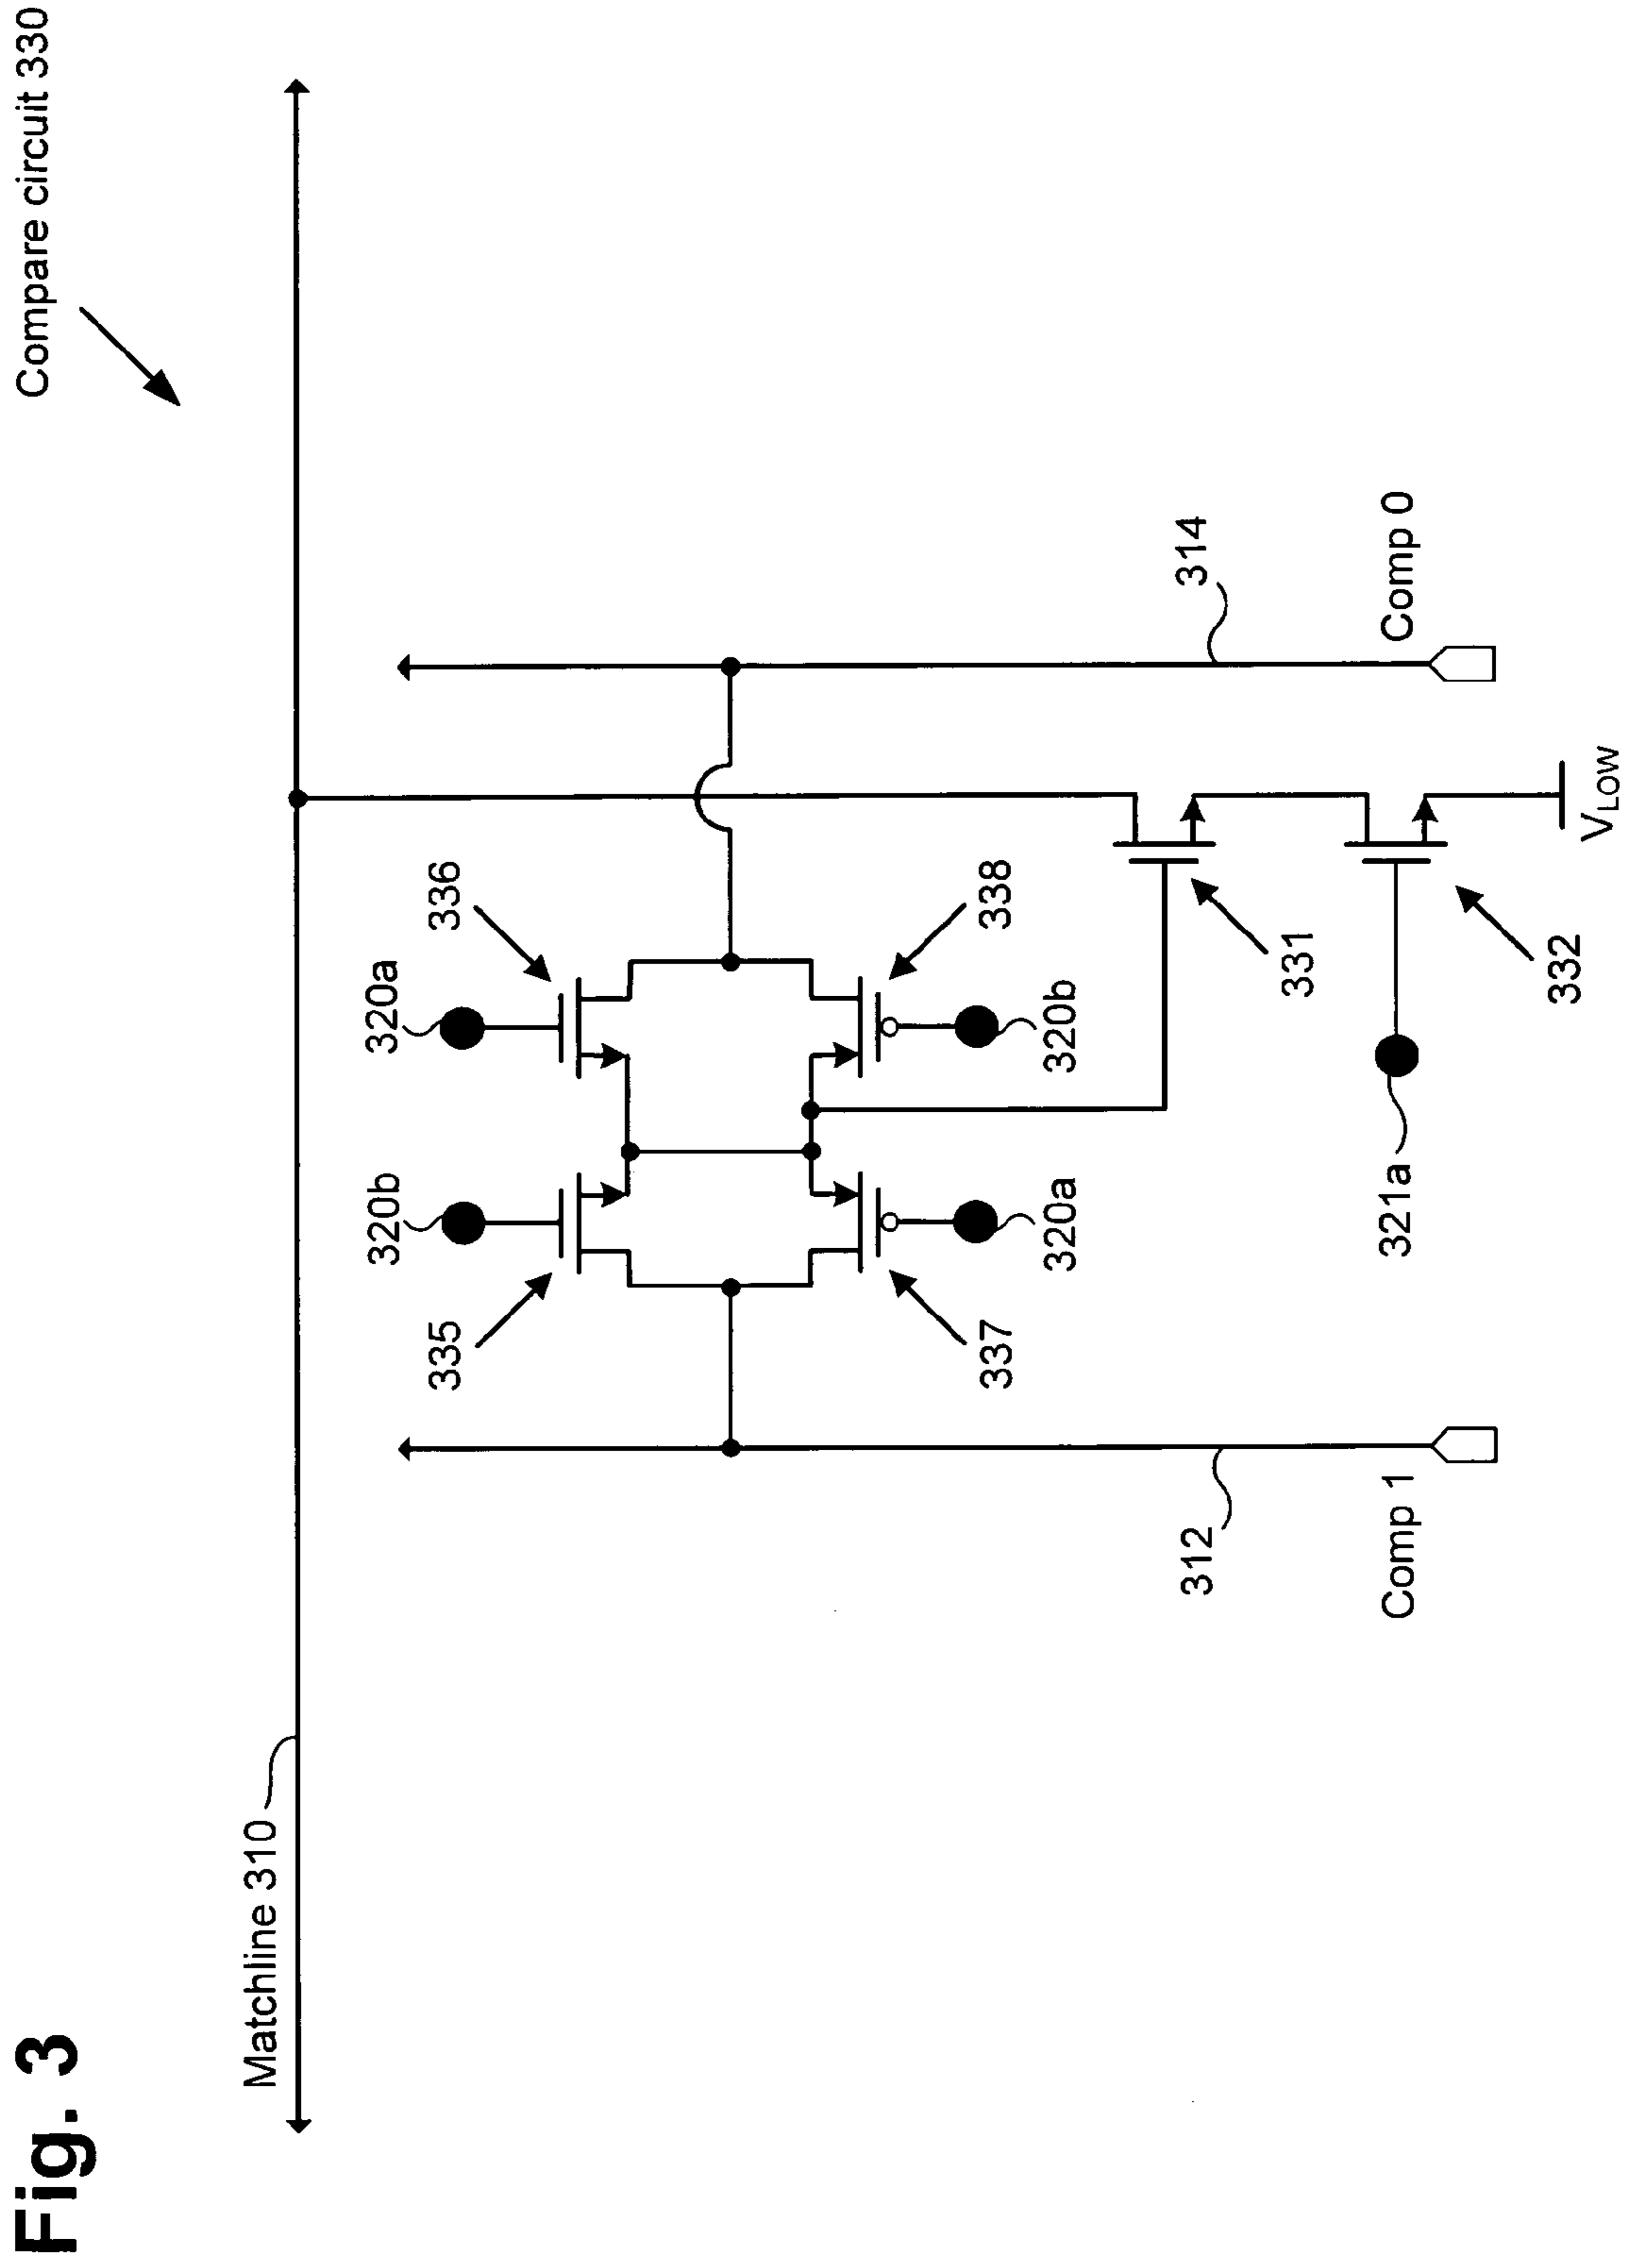 Fig. 3
Compare circuit 330
Matchline 310
320b
320a
335
336
337
338
320a
320b
312
314
331
321a
332
Comp 1
Comp 0
VLOW